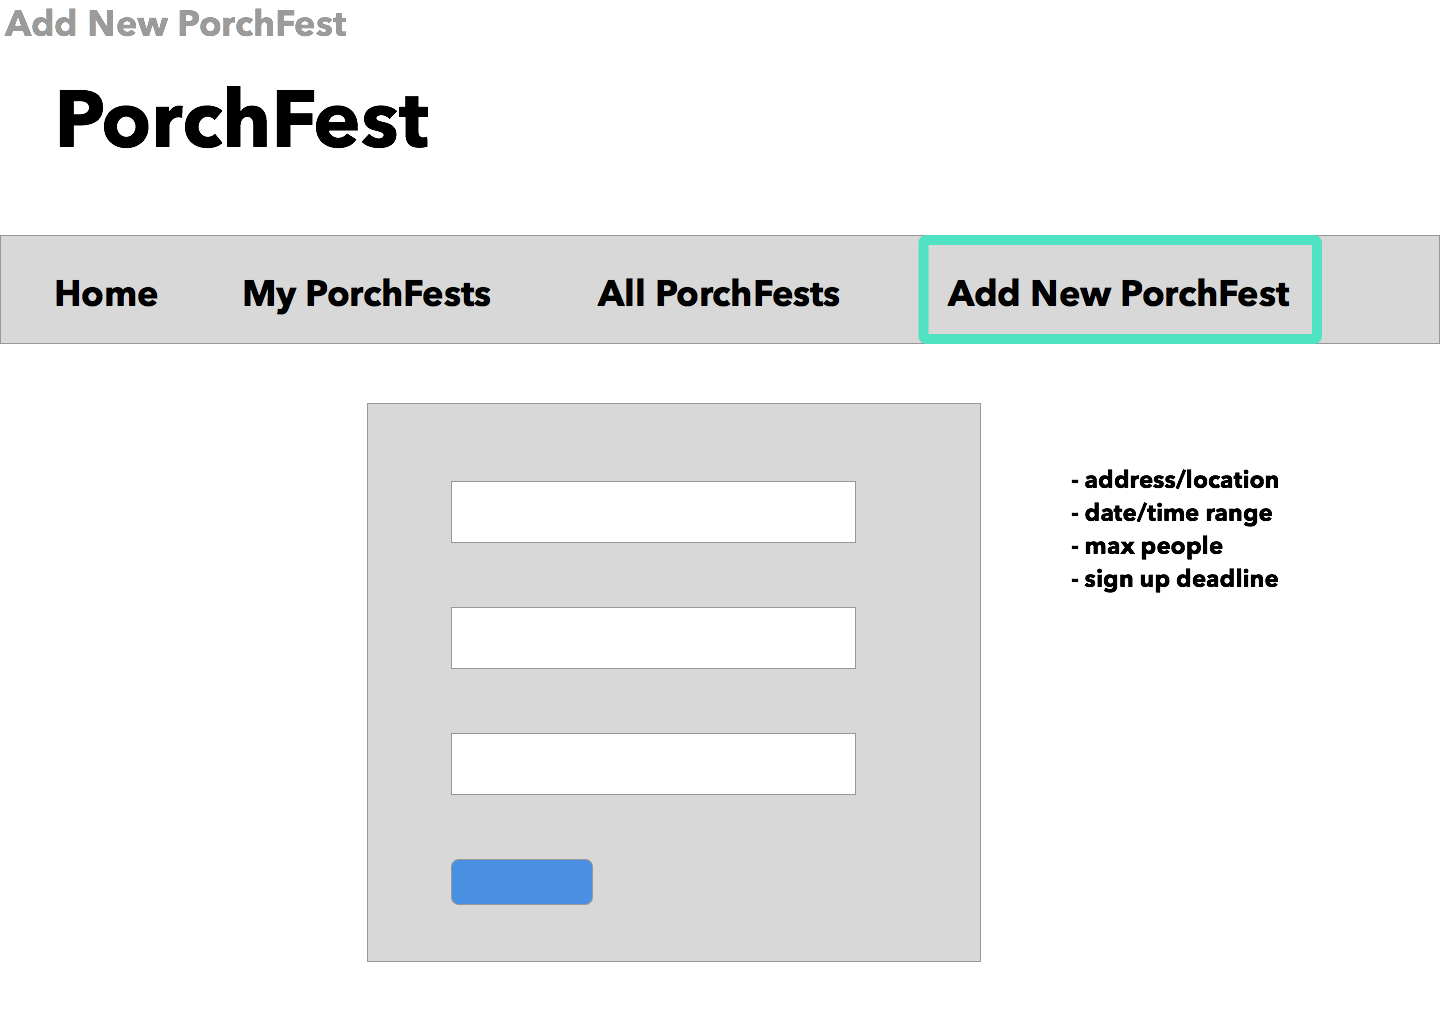 Add New PorchFest
PorchFest
Home My PorchFests All PorchFests Add New PorchFest
- address/location
- date/time range
- max people
- sign up deadline